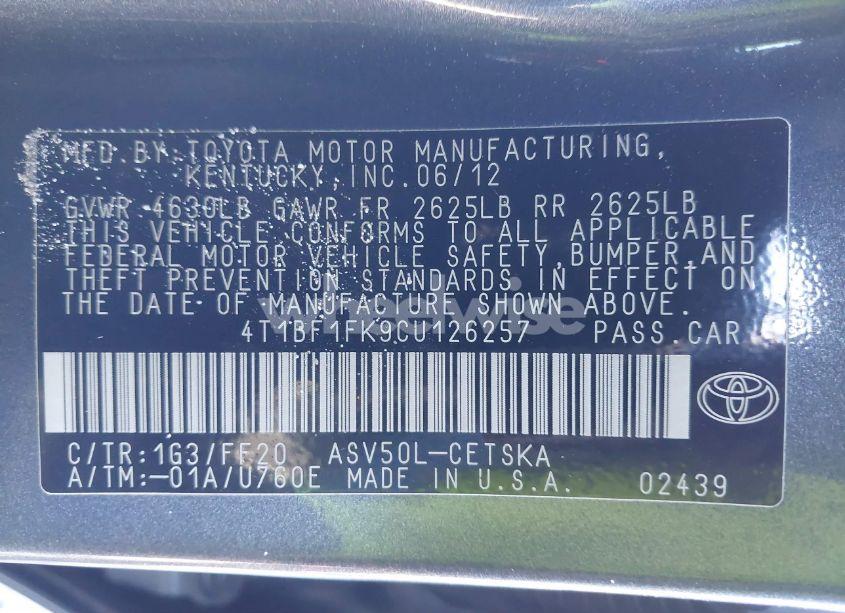 MFD.BY TOYOTA MOTOR MANUFACTURING,
KENTUCKY,INC.06/12
GVWR 4630LB GAWR FR 2625LB RR 2625LB
THIS VEHICLE CONFORMS TO ALL APPLICABLE
FEDERAL MOTOR VEHICLE SAFETY,BUMPER,AND
THEFT PREVENTION STANDARDS IN EFFECT ON
THE DATE OF MANUFACTURE SHOWN ABOVE.
wheelwise
4T1BF1FK9CU126257 PASS CAR
C/TR:1G3/FF20 ASV50L-CETSKA
A/TM:-01A/U760E MADE IN U.S.A. 02439